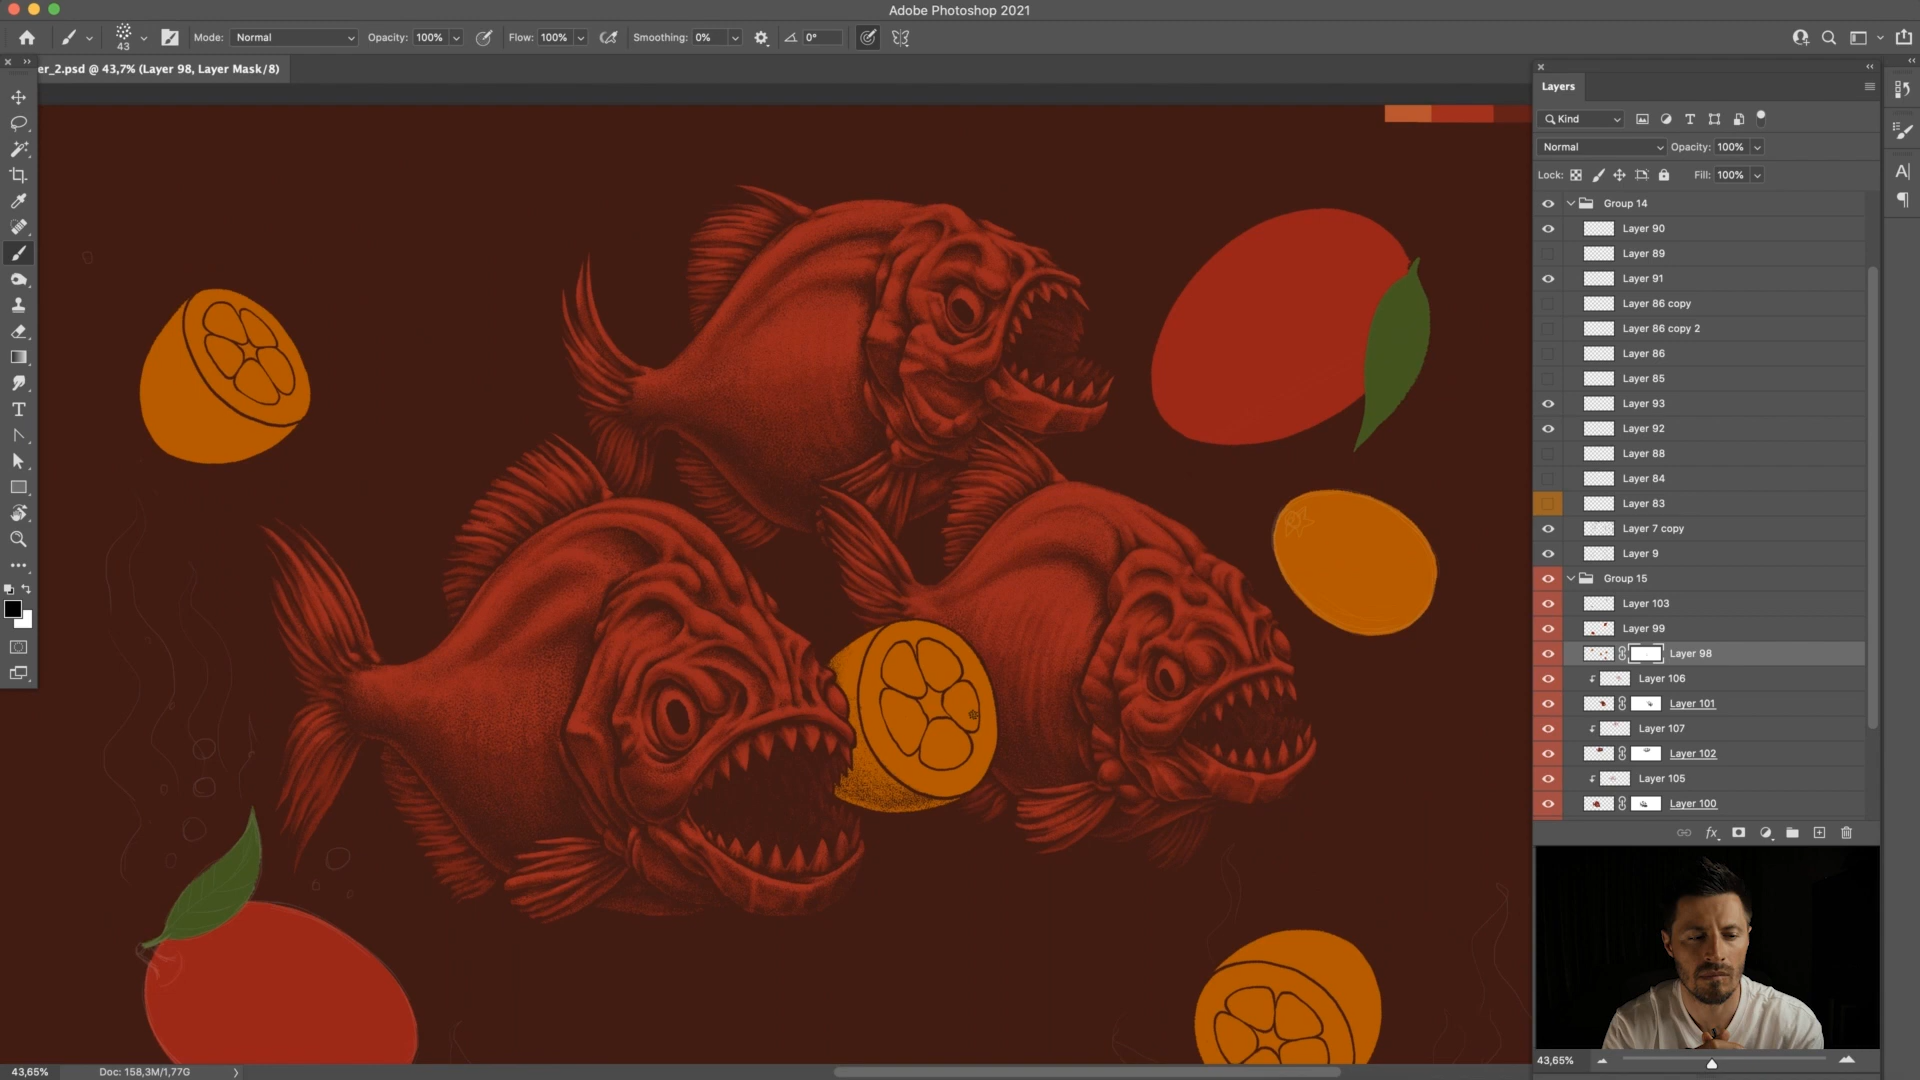 Adobe Photoshop 2021
43
Mode: Normal
Opacity: 100%
Flow: 100%
Smoothing: 0%
0°
er_2.psd @ 43,7% (Layer 98, Layer Mask/8)
Layers
Kind
Normal
Opacity: 100%
Lock:
Fill: 100%
Group 14
Layer 90
Layer 89
Layer 91
Layer 86 copy
Layer 86 copy 2
Layer 86
Layer 85
Layer 93
Layer 92
Layer 88
Layer 84
Layer 83
Layer 7 copy
Layer 9
Group 15
Layer 103
Layer 99
Layer 98
Layer 106
Layer 101
Layer 107
Layer 102
Layer 105
Layer 100
fx
43,65%
43,65%
Doc: 158,3M/1,77G